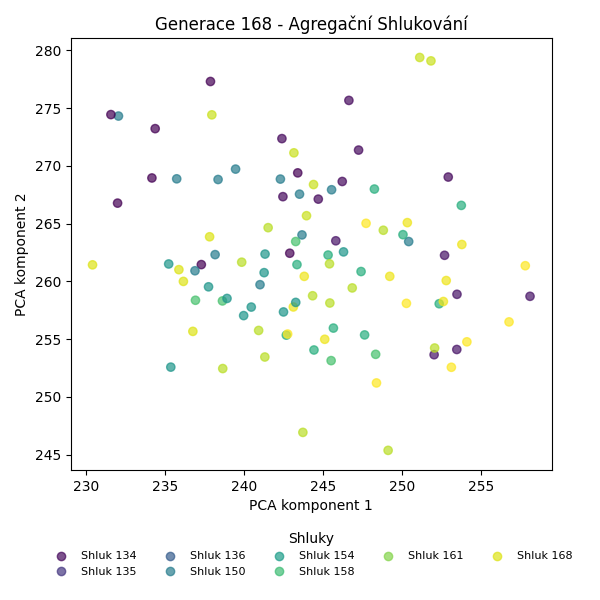 Generace 168 - Agregační Shlukování
280
275
270
265
260
255
250
245
PCA komponent 2
230 235 240 245 250 255
PCA komponent 1
Shluky
Shluk 134 Shluk 136 Shluk 154 Shluk 161 Shluk 168
Shluk 135 Shluk 150 Shluk 158